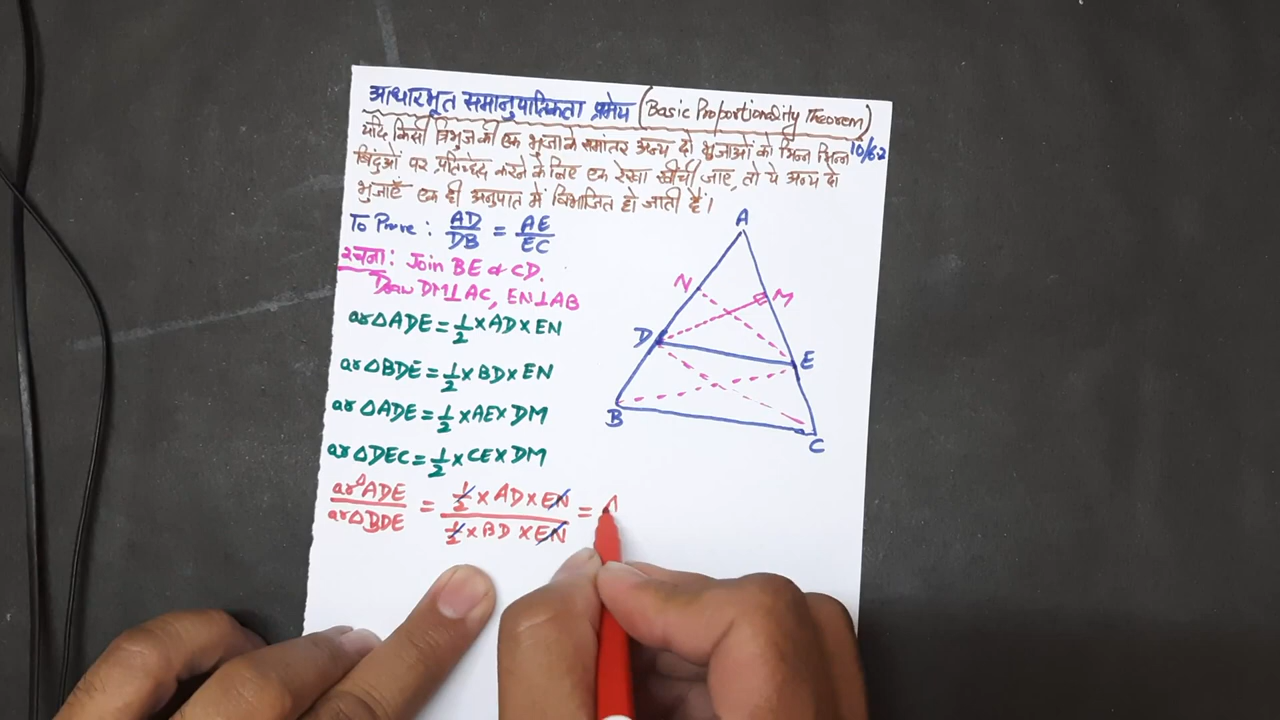 आधारभूत समानुपातिकता प्रमेय (Basic Proportionality Theorem)
यदि किसी त्रिभुज की एक भुजा के समांतर अन्य दो भुजाओं को भिन्न भिन्न 10/6.2
बिंदुओं पर प्रतिच्छेद करने के लिए एक रेखा खींची जाए, तो ये अन्य दो
भुजाएँ एक ही अनुपात में विभाजित हो जाती हैं।
To Prove : AD/DB = AE/EC
रचना: Join BE & CD.
Draw DM⊥AC, EN⊥AB
ar△ADE = 1/2 × AD × EN
ar△BDE = 1/2 × BD × EN
ar△ADE = 1/2 × AE × DM
ar△DEC = 1/2 × CE × DM
ar△ADE/ar△BDE = 1/2 × AD × EN / 1/2 × BD × EN = A
A
N
M
D
E
B
C